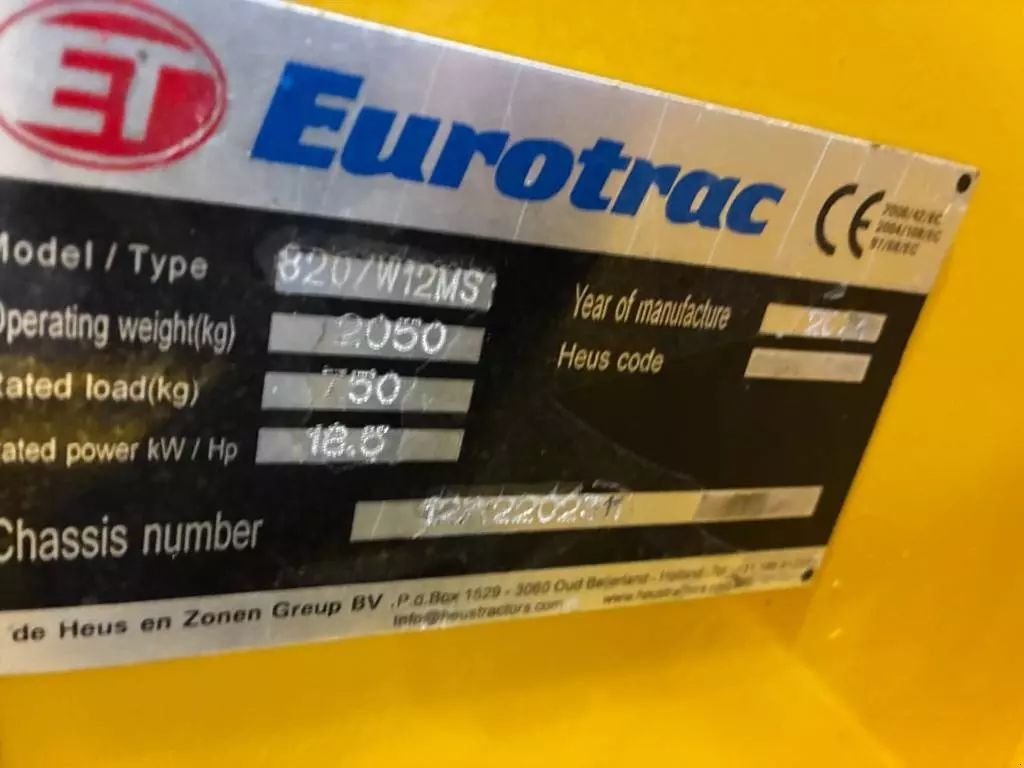 ET Eurotrac
CE 2006/42/EC
2004/108/EC
97/68/EC
Model / Type 820/W12MS
Operating weight(kg) 2050
Rated load(kg) 750
Rated power kW / Hp 18.5
Year of manufacture
Heus code
Chassis number
de Heus en Zonen Greup BV ,P.o.Box 1529 - 3060 Oud Beijerland - Holland
info@heustractors.com www.heustractors.com